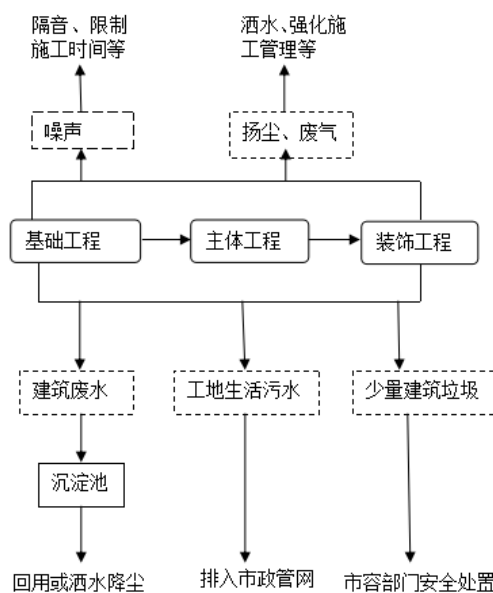 隔音、限制
施工时间等
洒水、强化施
工管理等
噪声
扬尘、废气
基础工程
主体工程
装饰工程
建筑废水
工地生活污水
少量建筑垃圾
沉淀池
回用或洒水降尘
排入市政管网
市容部门安全处置